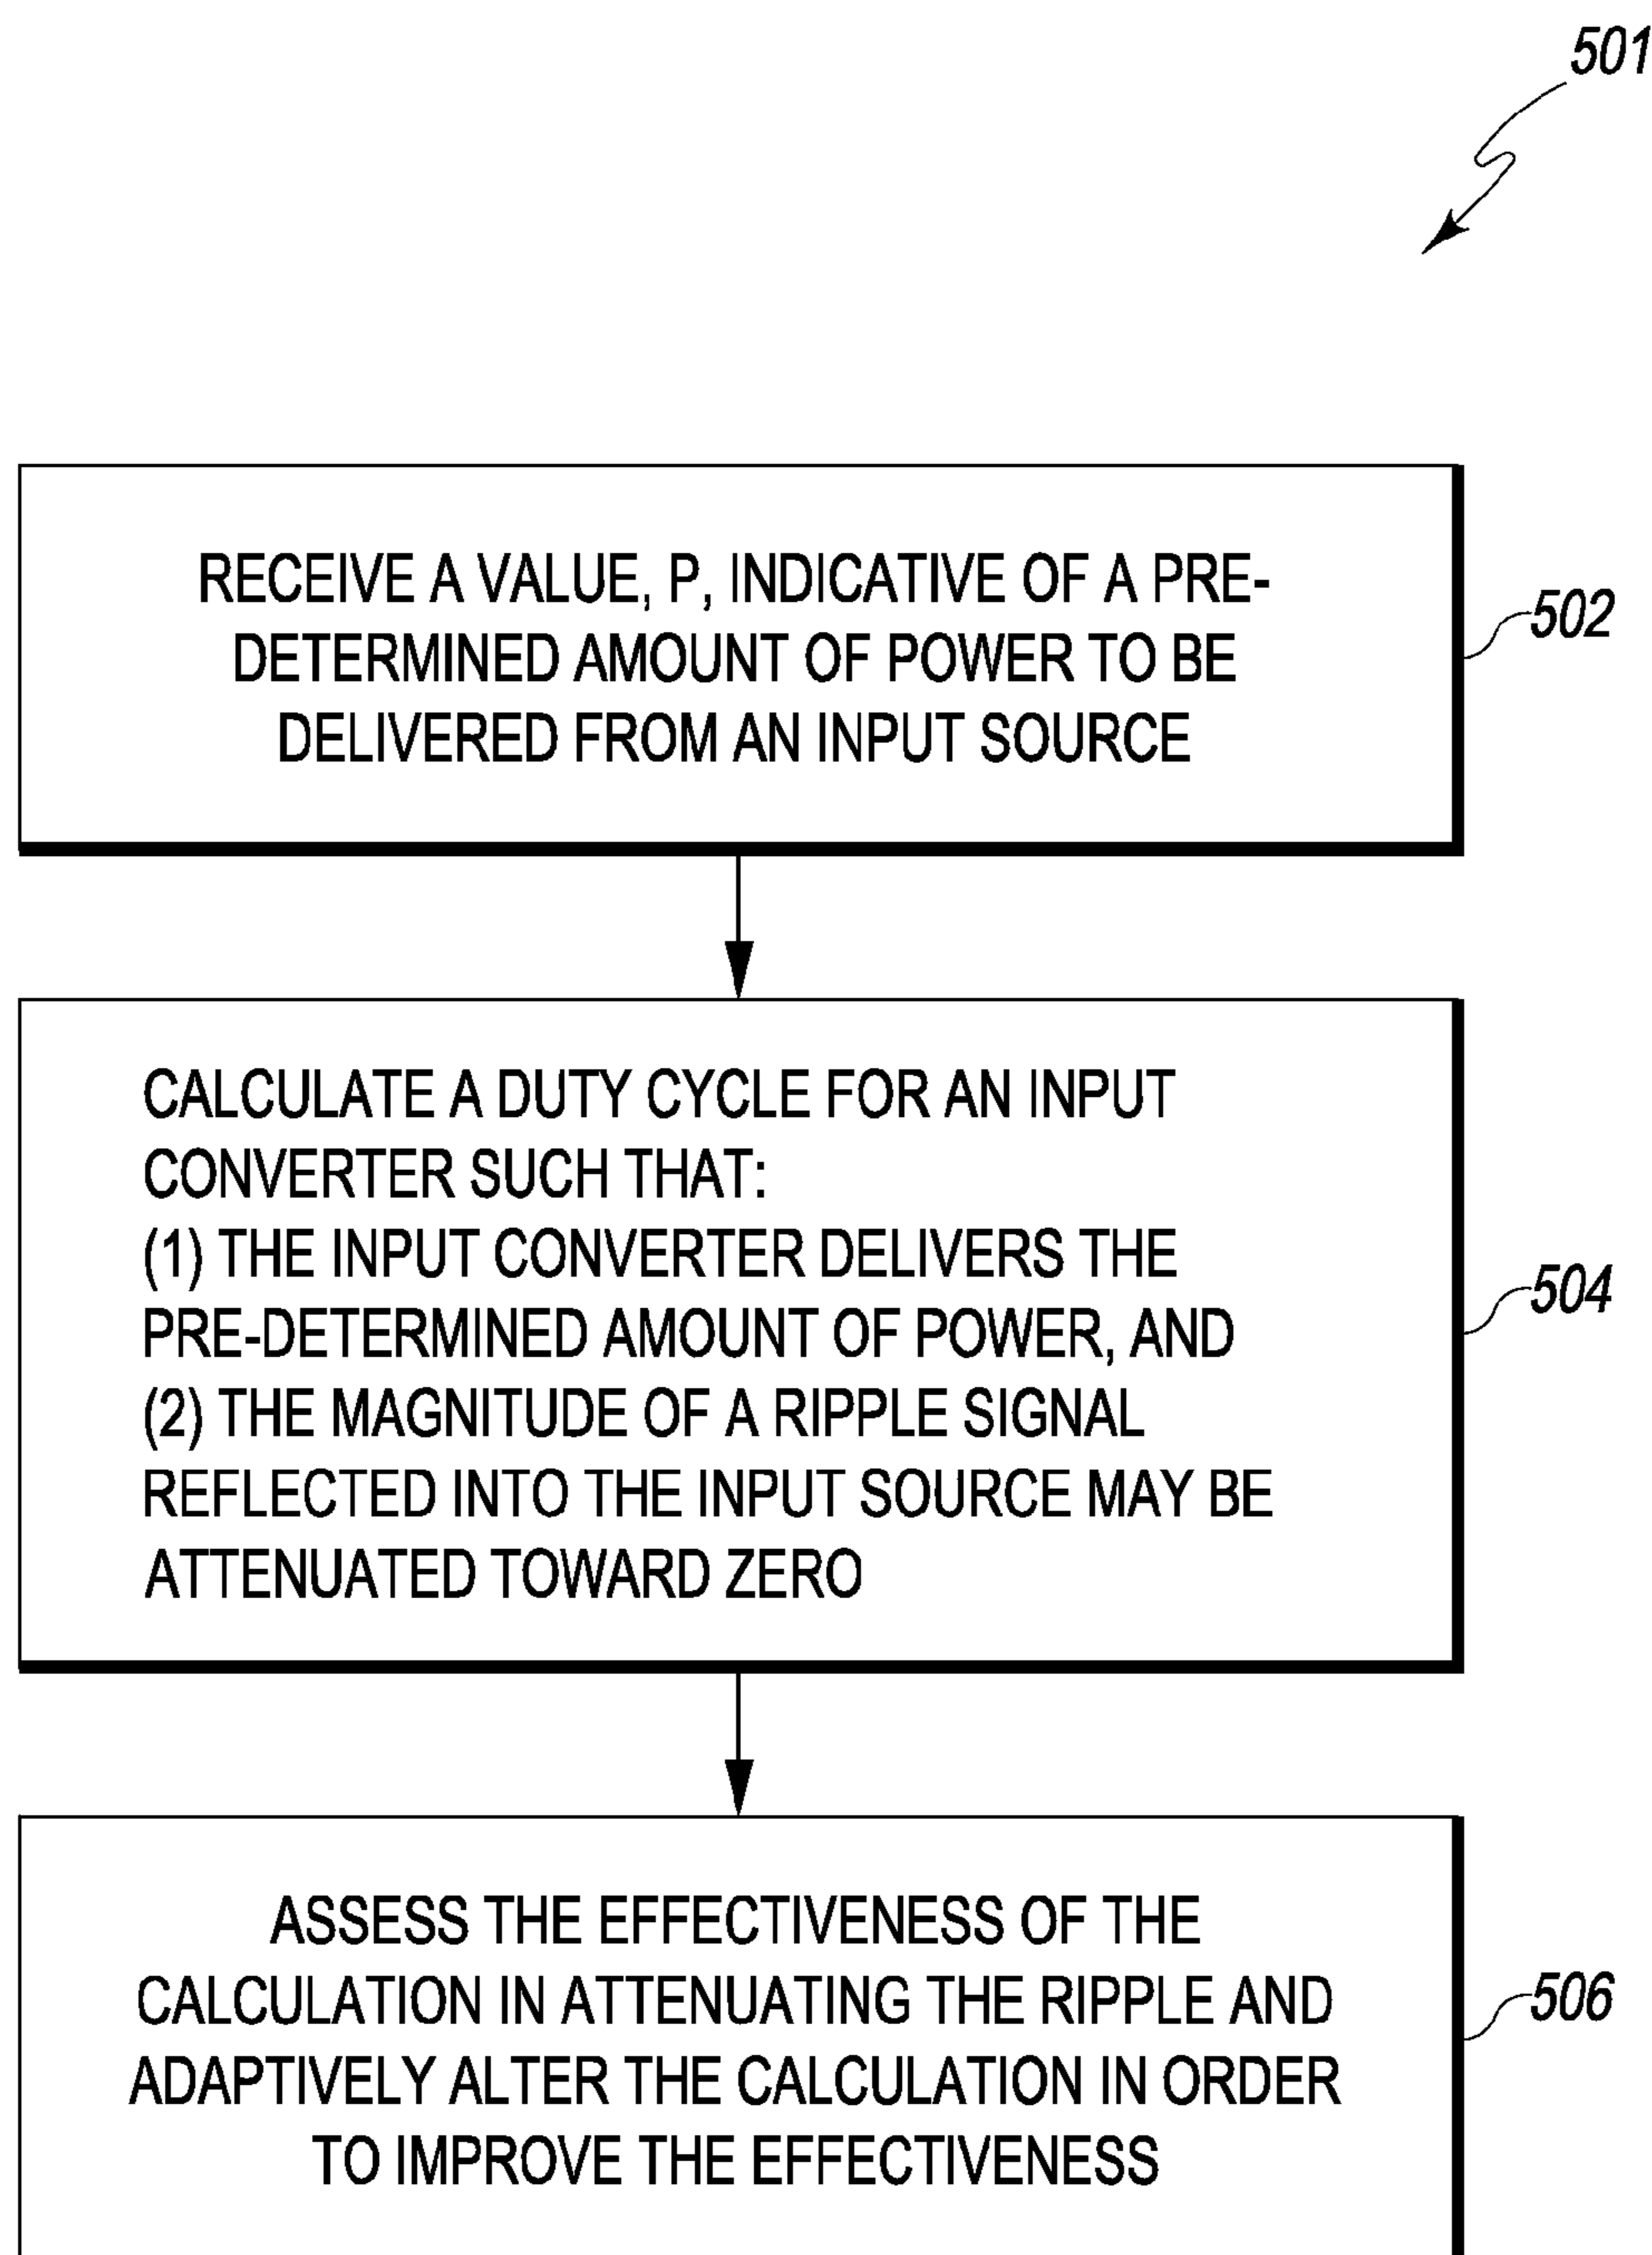 501
RECEIVE A VALUE, P, INDICATIVE OF A PRE-
DETERMINED AMOUNT OF POWER TO BE
DELIVERED FROM AN INPUT SOURCE
502
CALCULATE A DUTY CYCLE FOR AN INPUT
CONVERTER SUCH THAT:
(1) THE INPUT CONVERTER DELIVERS THE
PRE-DETERMINED AMOUNT OF POWER, AND
(2) THE MAGNITUDE OF A RIPPLE SIGNAL
REFLECTED INTO THE INPUT SOURCE MAY BE
ATTENUATED TOWARD ZERO
504
ASSESS THE EFFECTIVENESS OF THE
CALCULATION IN ATTENUATING THE RIPPLE AND
ADAPTIVELY ALTER THE CALCULATION IN ORDER
TO IMPROVE THE EFFECTIVENESS
506